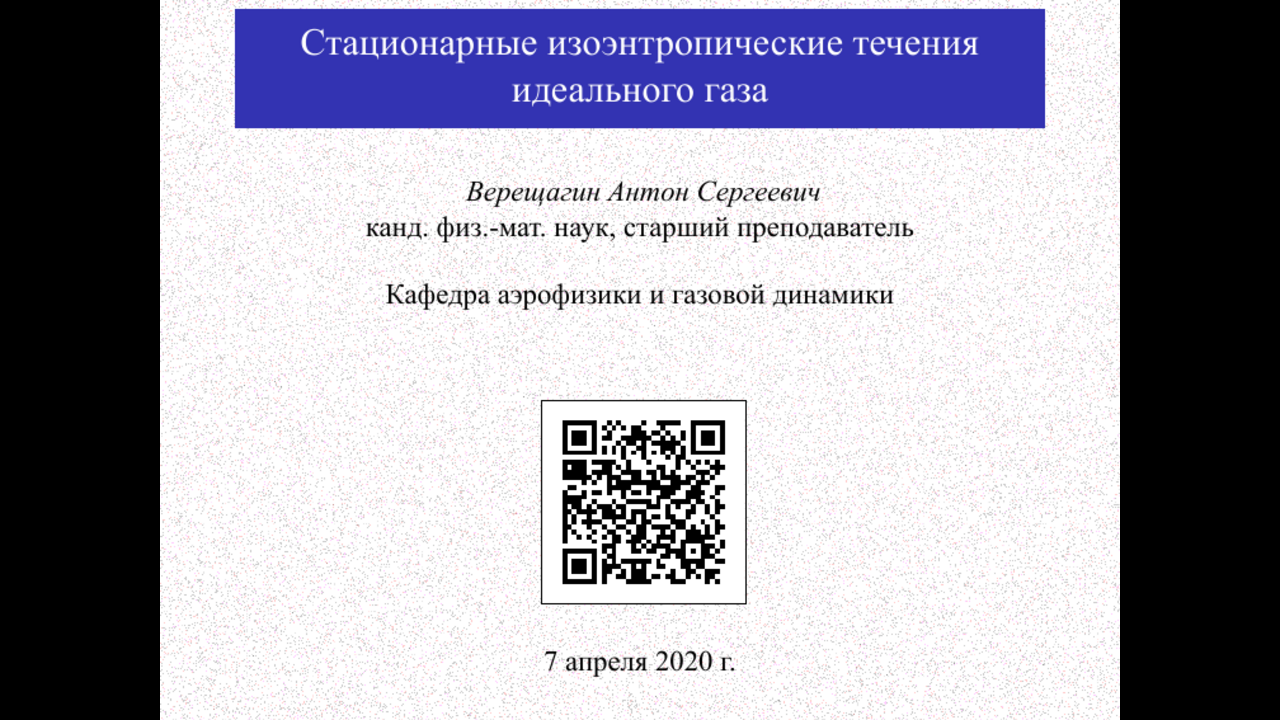 Стационарные изоэнтропические течения
идеального газа
Верещагин Антон Сергеевич
канд. физ.-мат. наук, старший преподаватель
Кафедра аэрофизики и газовой динамики
7 апреля 2020 г.